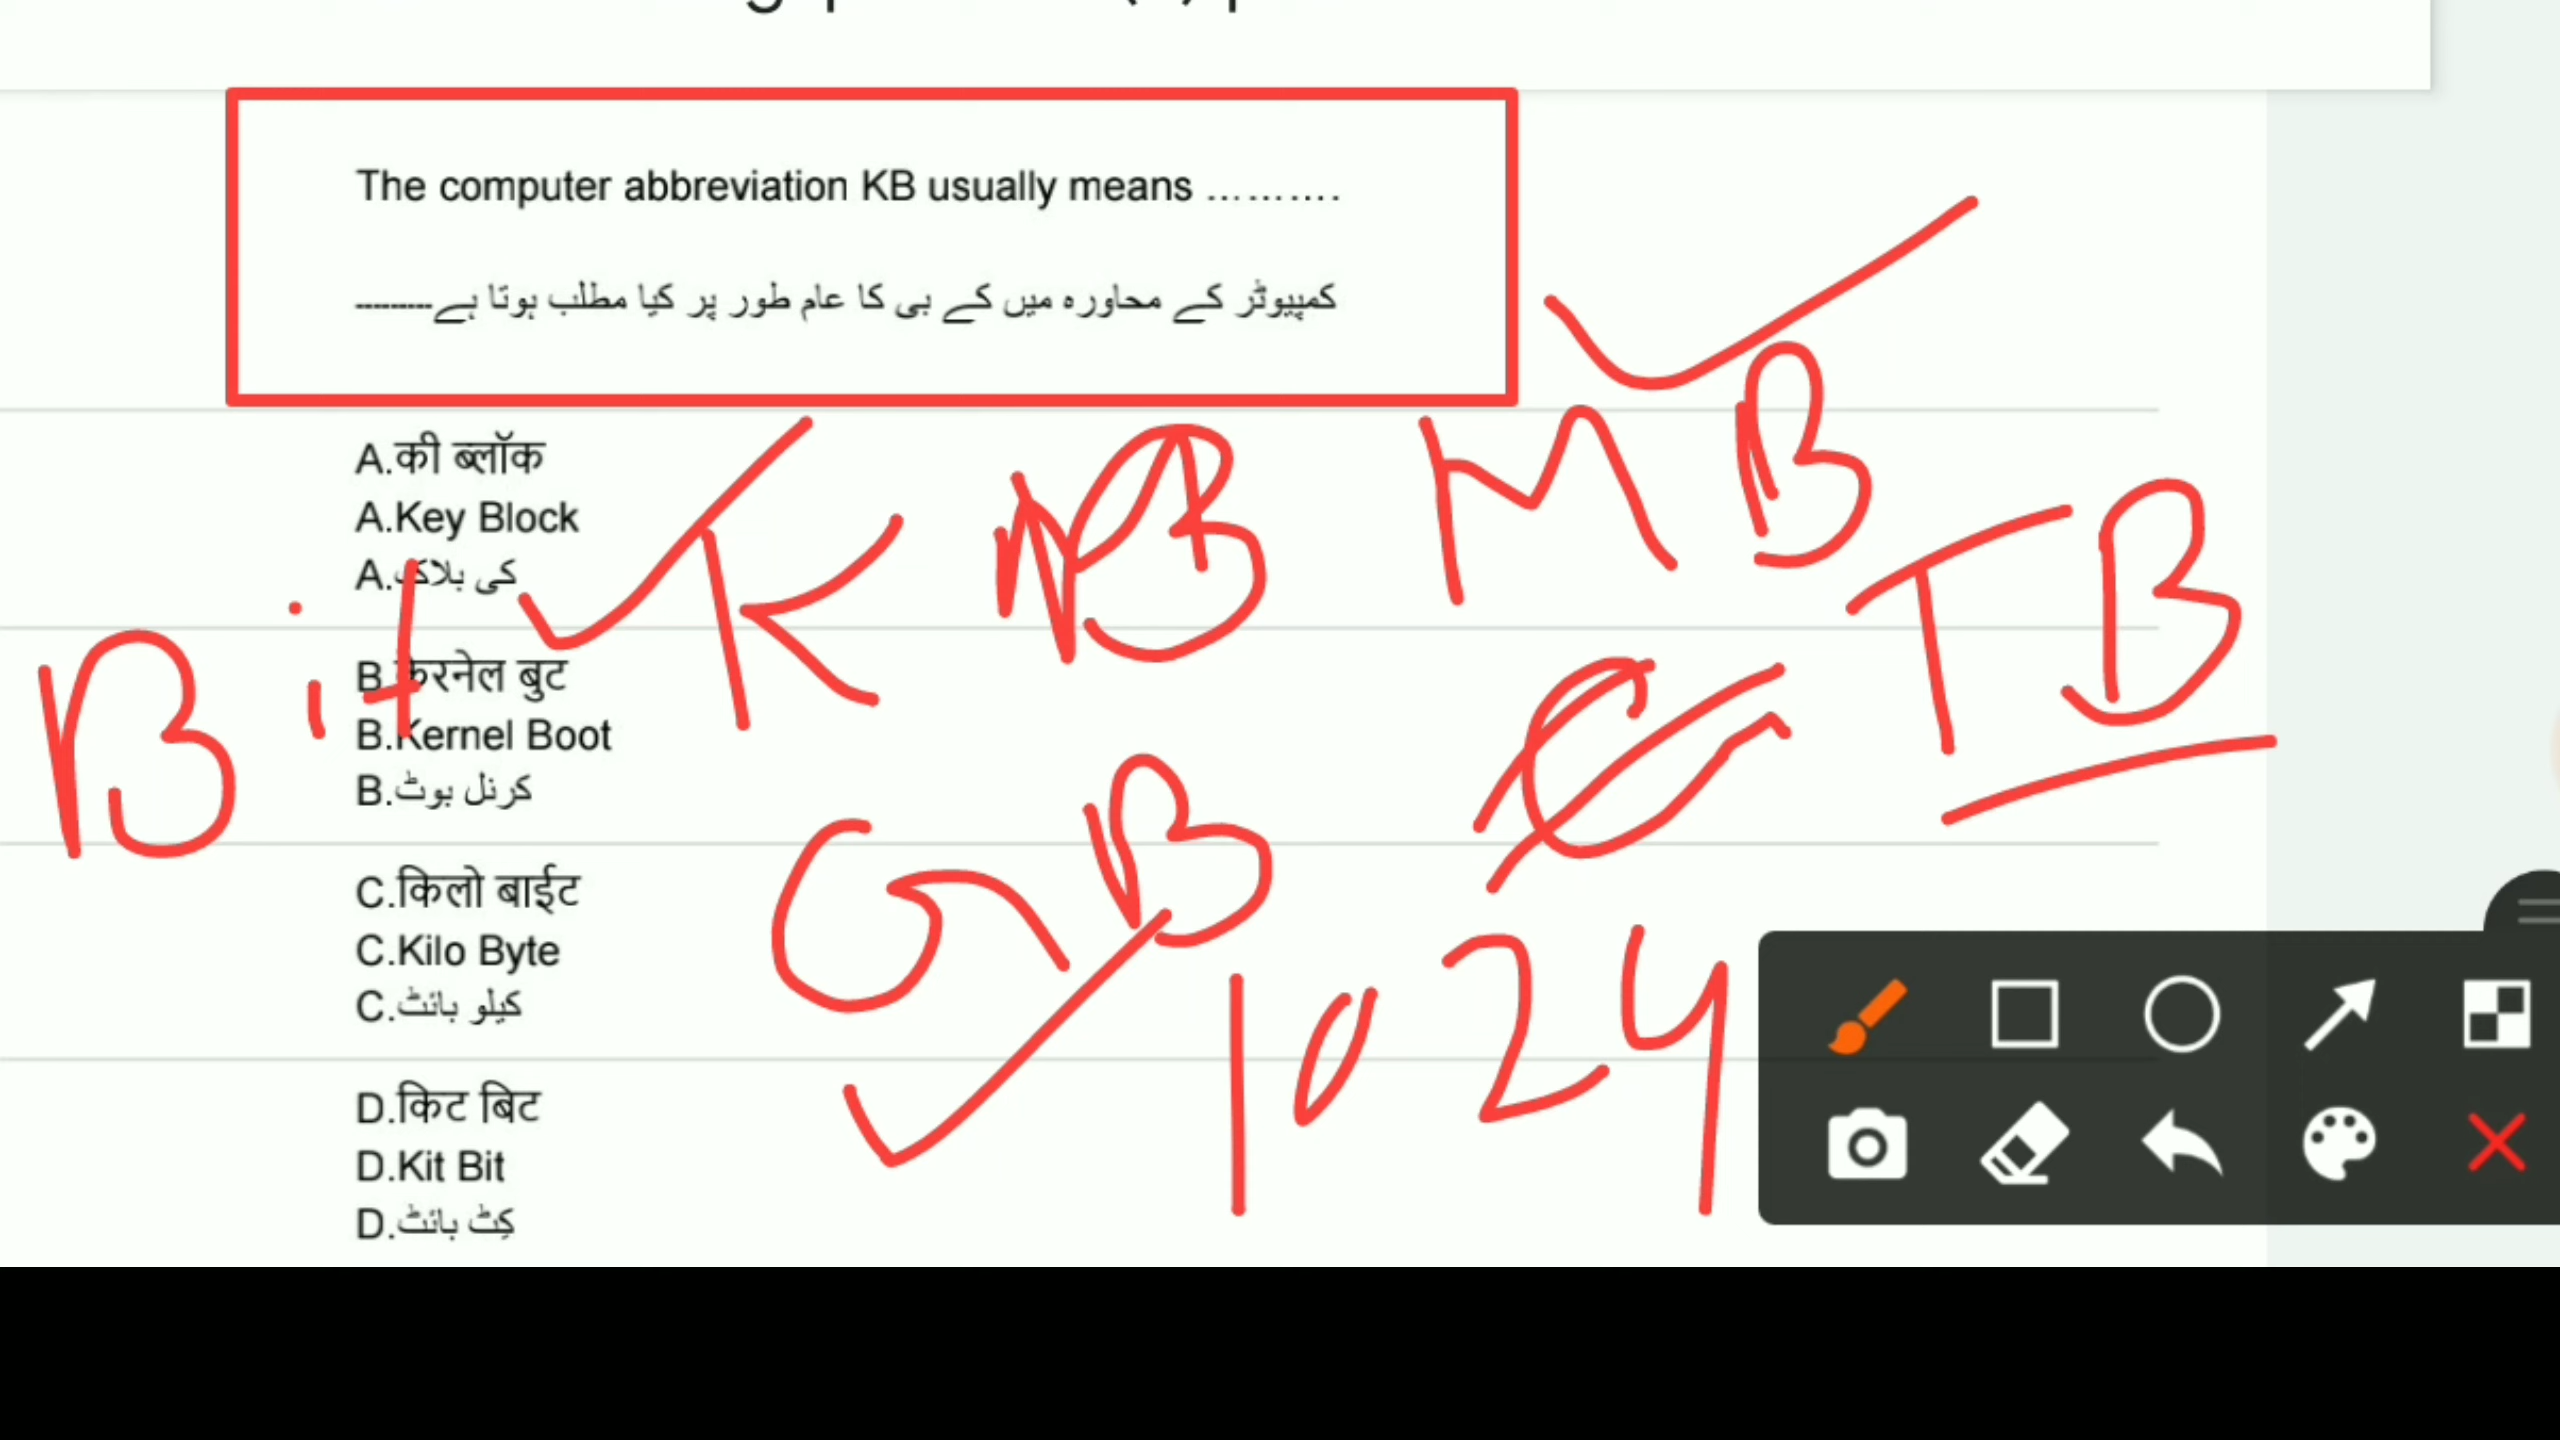 The computer abbreviation KB usually means ..........
کمپیوٹر کے محاورہ میں کے بی کا عام طور پر کیا مطلب ہوتا ہے---------
A.की ब्लॉक
A.Key Block
A.کی بلاک
B.केरनेल बुट
B.Kernel Boot
B.کرنل بوٹ
C.किलो बाईट
C.Kilo Byte
C.کیلو بائٹ
D.किट बिट
D.Kit Bit
D.کِٹ بائٹ
Bit
K B
MB
TB
GB
1024